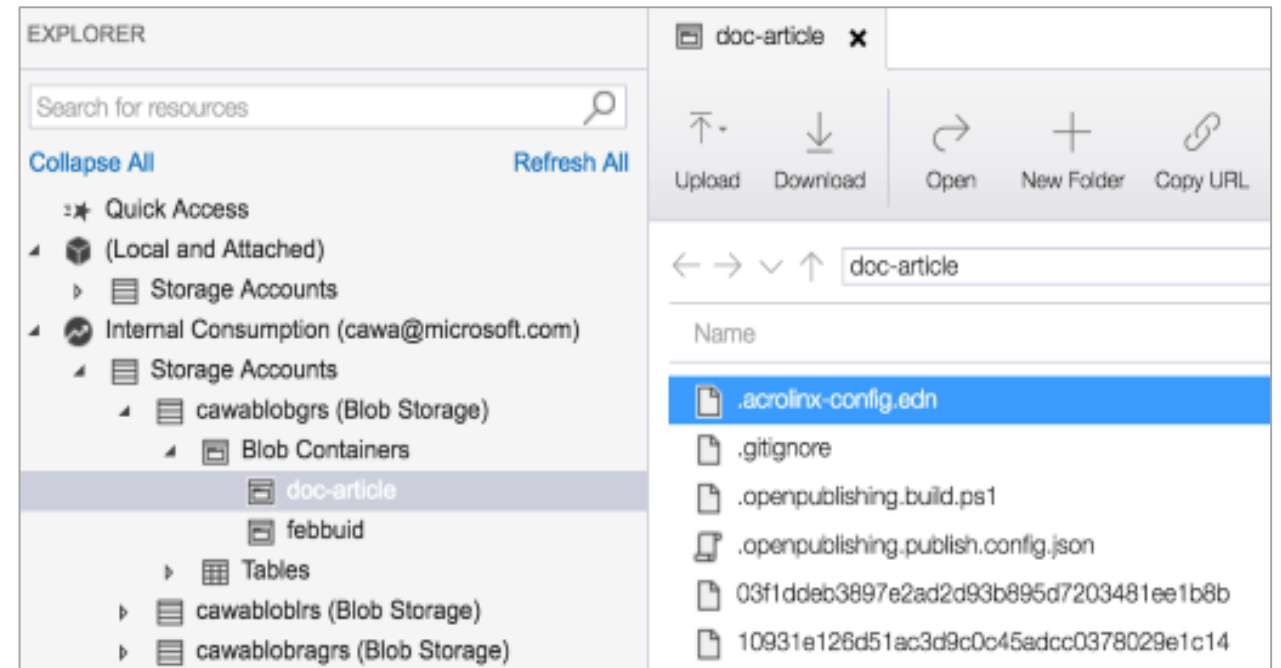 EXPLORER
Search for resources
Collapse All Refresh All
Quick Access
(Local and Attached)
Storage Accounts
Internal Consumption (cawa@microsoft.com)
Storage Accounts
cawablobgrs (Blob Storage)
Blob Containers
doc-article
febbuid
Tables
cawabloblrs (Blob Storage)
cawablobragrs (Blob Storage)
doc-article
Upload Download Open New Folder Copy URL
doc-article
Name
.acrolinx-config.edn
.gitignore
.openpublishing.build.ps1
.openpublishing.publish.config.json
03f1ddeb3897e2ad2d93b895d7203481ee1b8b
10931e126d51ac3d9c0c45adcc0378029e1c14